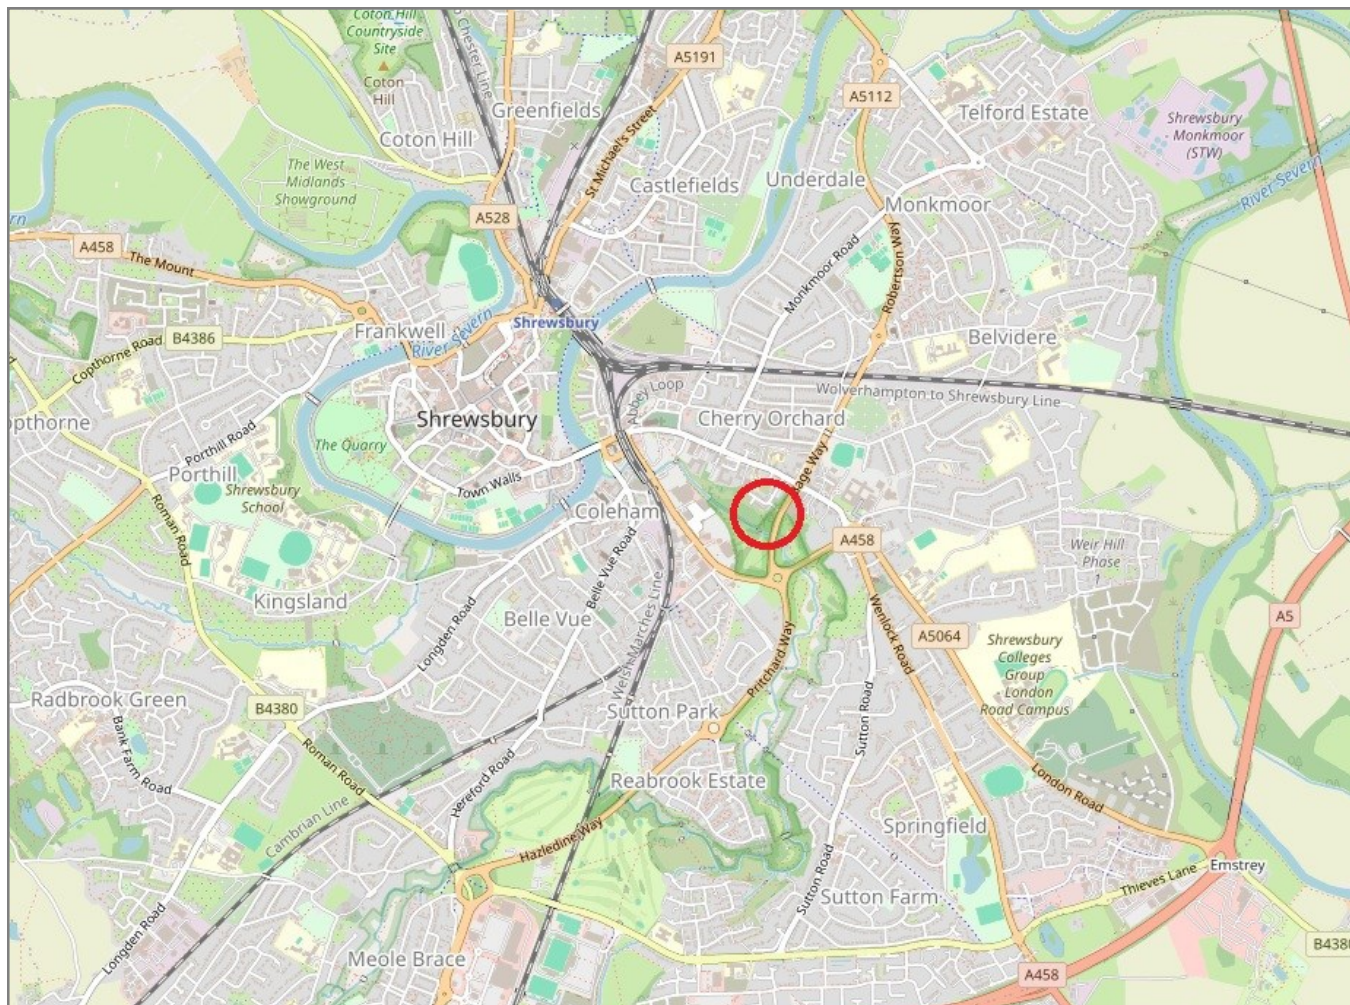 Coton Hill
Countryside
Site
Coton
Hill
Chester Line
A5191
Greenfields
A5112
Telford Estate
Shrewsbury
- Monkmoor
(STW)
Coton Hill
St Michael's Street
The West
Midlands
Showground
Castlefields
Underdale
Monkmoor
River Severn
A528
A458
The Mount
Monkmoor Road
Robertson Way
Frankwell
River Severn
Shrewsbury
B4386
Copthorne Road
Belvidere
Abbey Loop
Wolverhampton to Shrewsbury Line
Shrewsbury
Cherry Orchard
opthorne
The Quarry
Porthill Road
Porthill
Shrewsbury
School
Town Walls
Coleham
age Way
Roman Road
A458
Weir Hill
Phase
1
Belle Vue Road
Kingsland
Belle Vue
Longden Road
Welsh Marches Line
Wenlock Road
A5064
A5
Shrewsbury
Colleges
Group
London
Road Campus
Pritchard Way
Radbrook Green
B4380
Sutton Park
Sutton Road
Bank Farm Road
Roman Road
Hereford Road
Reabrook Estate
London Road
Cambrian Line
Hazledine Way
Springfield
Emstrey
Thieves Lane
Sutton Road
Sutton Farm
Longden Road
Meole Brace
B4380
A458